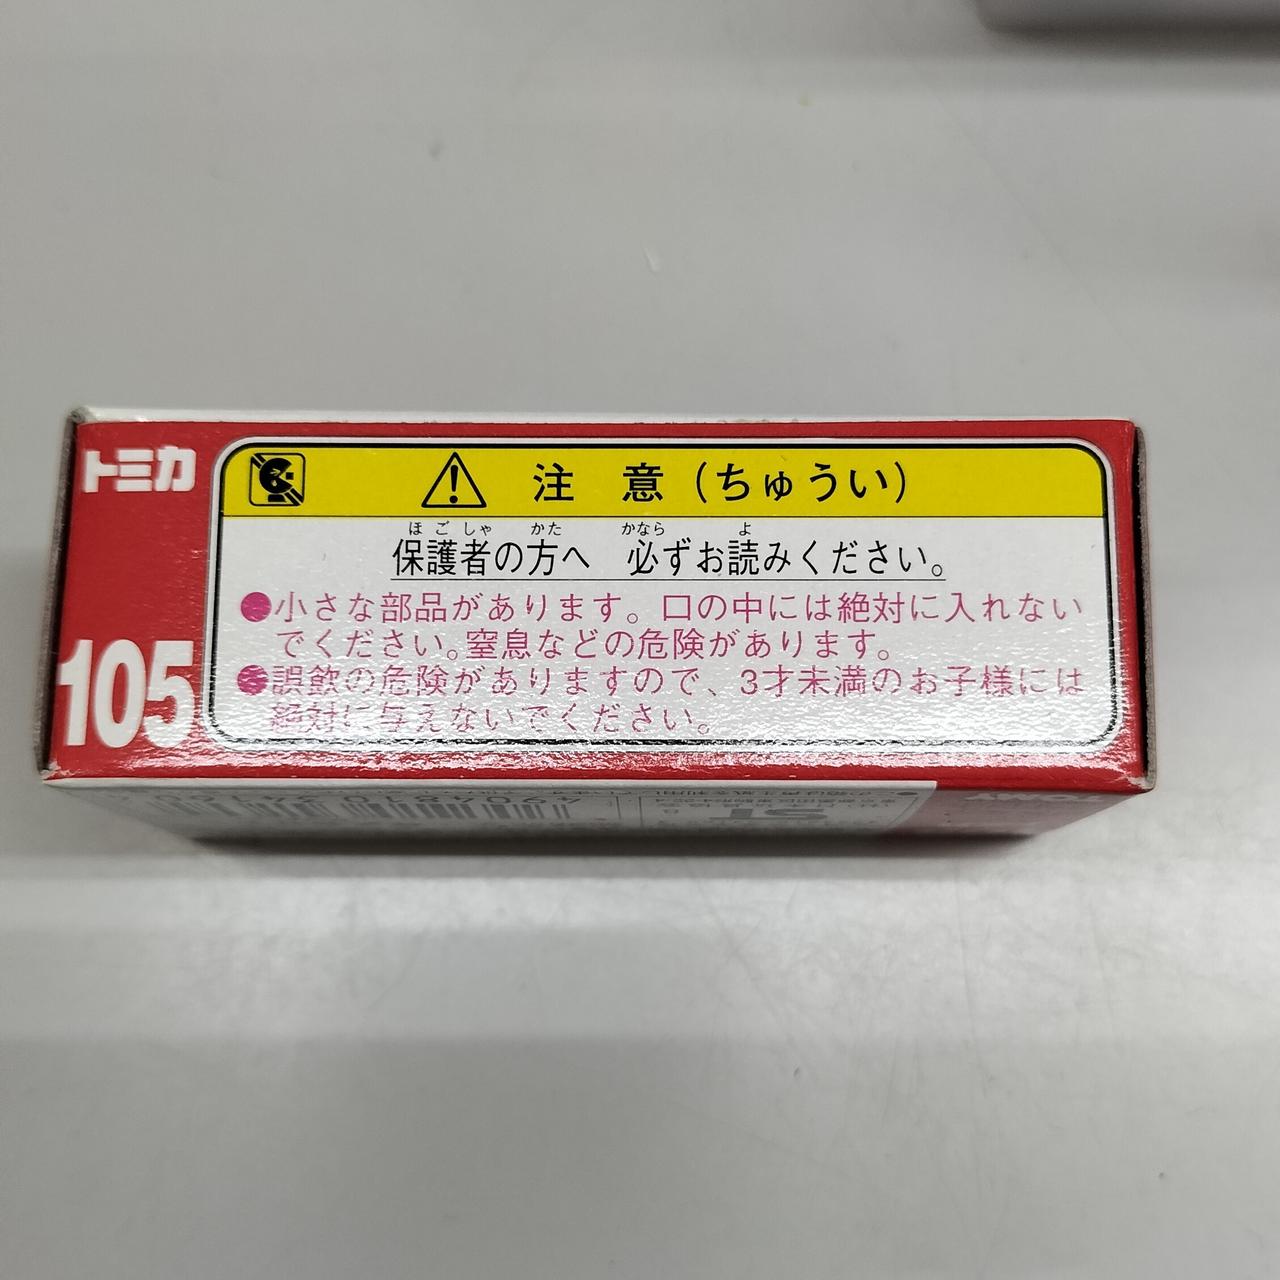 トミカ
105
注 意 (ちゅうい)
ほ ご しゃ かた かなら よ
保護者の方へ 必ずお読みください。
●小さな部品があります。口の中には絶対に入れない
でください。窒息などの危険があります。
●誤飲の危険がありますので、3才未満のお子様には
絶対に与えないでください。
TOMY
ST